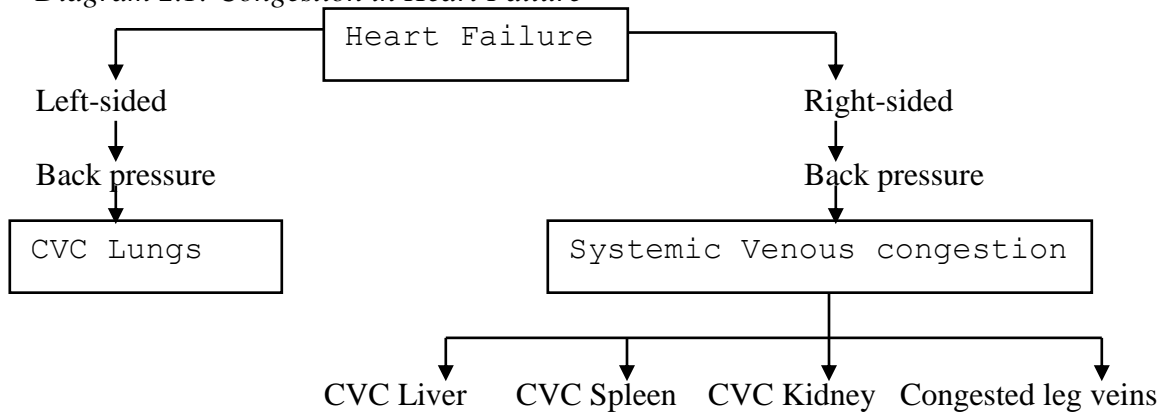 Diagram 2.1: Congestion in Heart Failure
Heart Failure
Left-sided
Right-sided
Back pressure
Back pressure
CVC Lungs
Systemic Venous congestion
CVC Liver
CVC Spleen
CVC Kidney
Congested leg veins